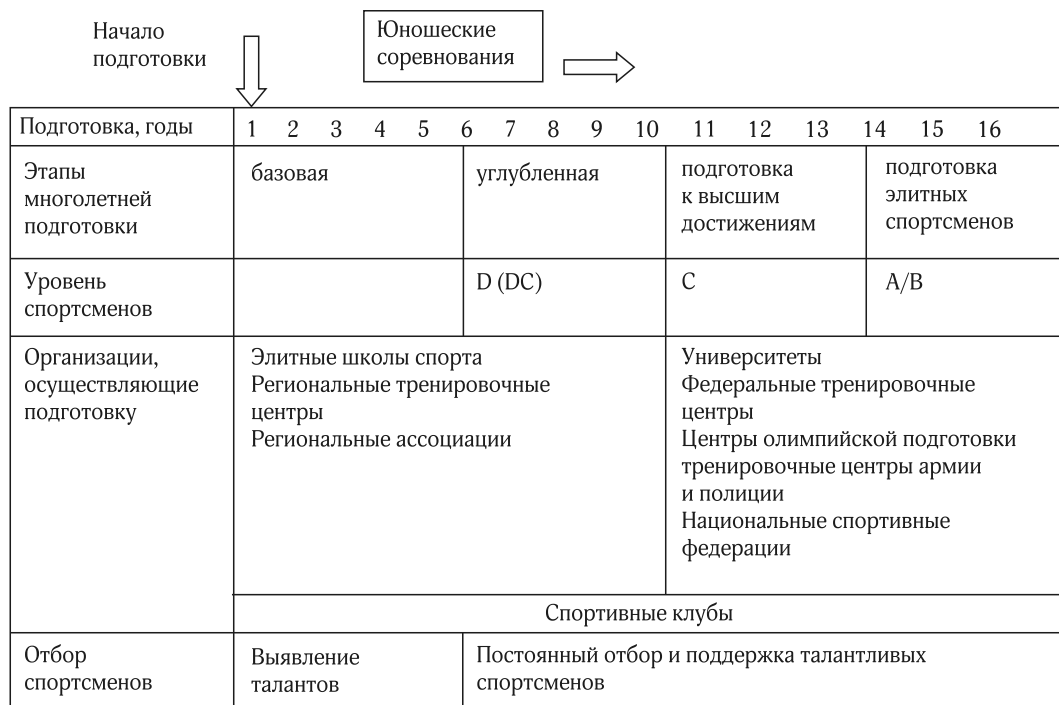 Начало
подготовки
Юношеские
соревнования
Подготовка, годы 1 2 3 4 5 6 7 8 9 10 11 12 13 14 15 16
Этапы
многолетней
подготовки
базовая
углубленная
подготовка
к высшим
достижениям
подготовка
элитных
спортсменов
Уровень
спортсменов
D (DC)
C
A/B
Организации,
осуществляющие
подготовку
Элитные школы спорта
Региональные тренировочные
центры
Региональные ассоциации
Университеты
Федеральные тренировочные
центры
Центры олимпийской подготовки
тренировочные центры армии
и полиции
Национальные спортивные
федерации
Спортивные клубы
Отбор
спортсменов
Выявление
талантов
Постоянный отбор и поддержка талантливых
спортсменов